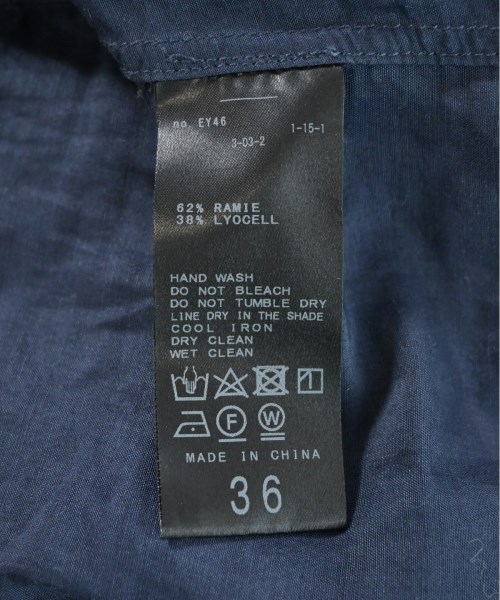 no. EY46 1-15-1
3-03-2
62% RAMIE
38% LYOCELL
HAND WASH
DO NOT BLEACH
DO NOT TUMBLE DRY
LINE DRY IN THE SHADE
COOL IRON
DRY CLEAN
WET CLEAN
F W
MADE IN CHINA
36